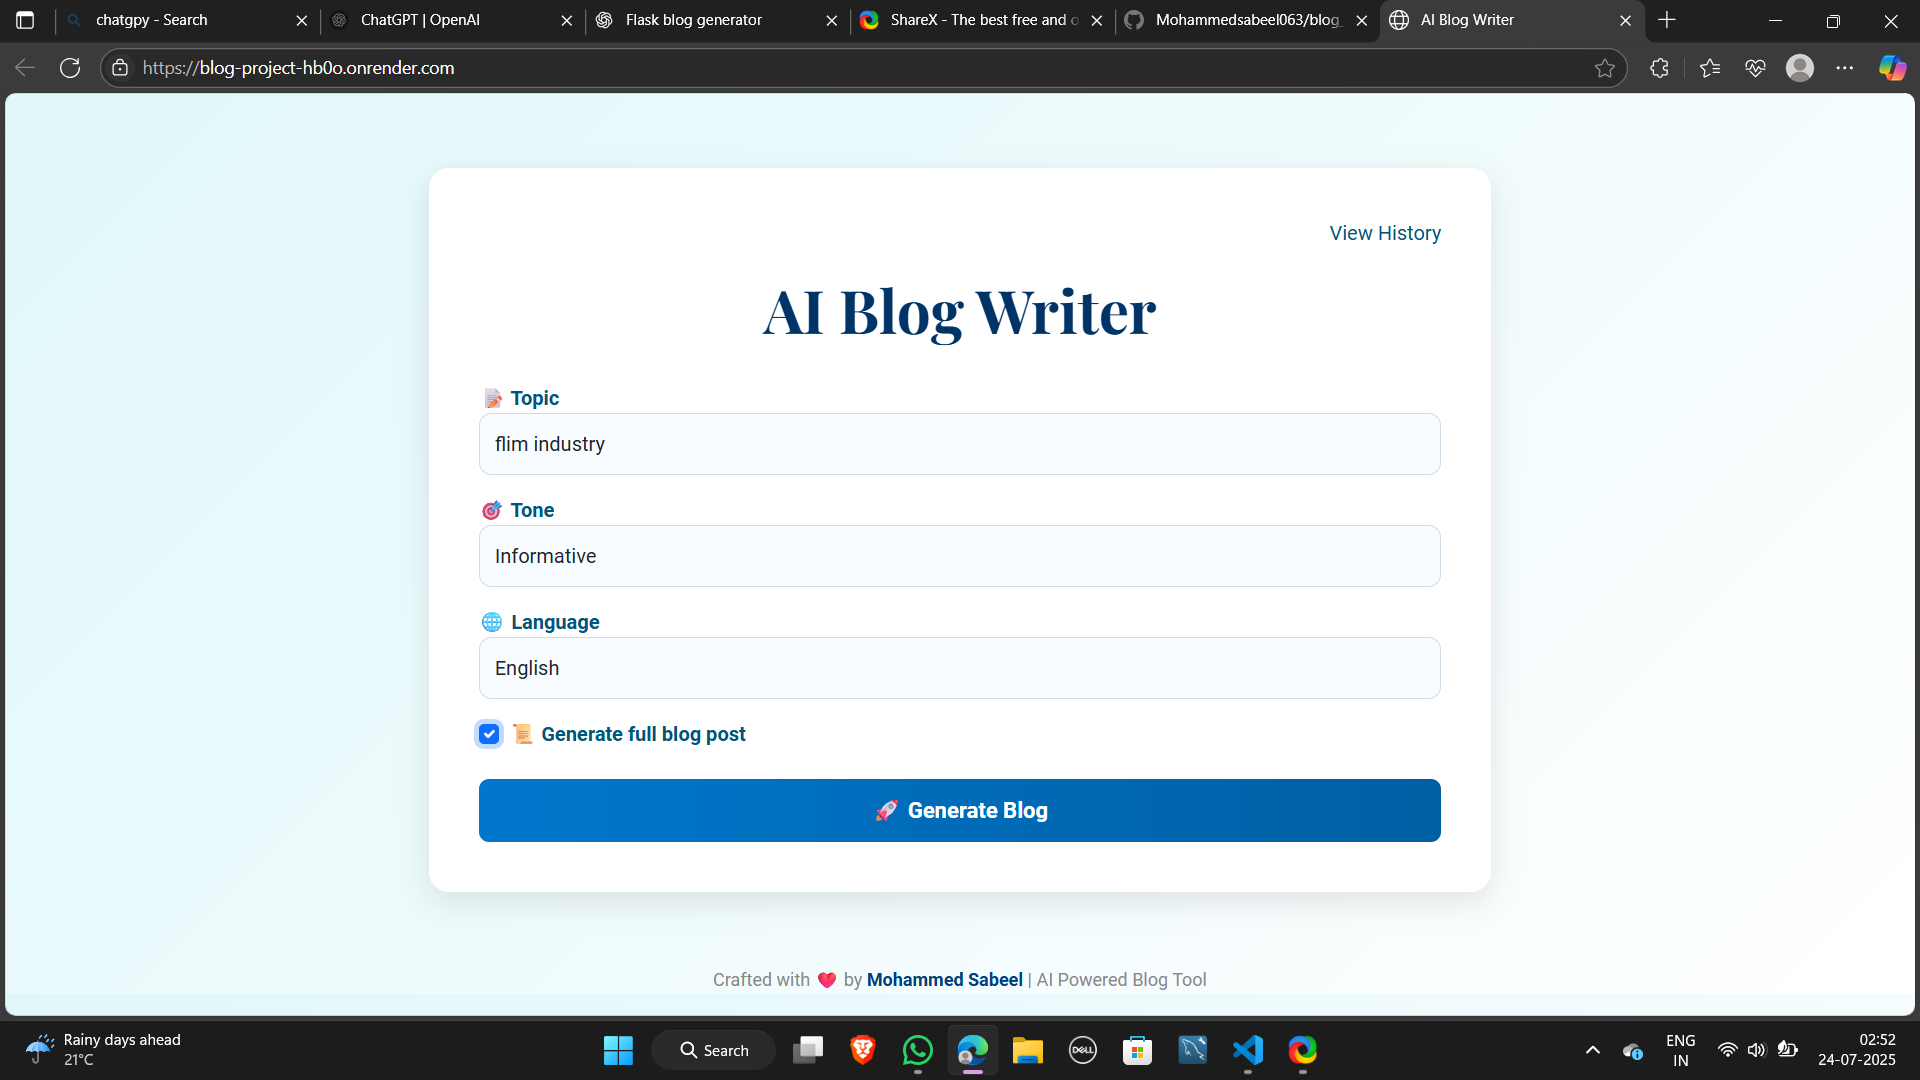 chatgpy - Search
ChatGPT | OpenAI
Flask blog generator
ShareX - The best free and o
Mohammedsabeel063/blog_
AI Blog Writer
https://blog-project-hb0o.onrender.com
View History
AI Blog Writer
Topic
flim industry
Tone
Informative
Language
English
Generate full blog post
Generate Blog
Crafted with ❤️ by Mohammed Sabeel | AI Powered Blog Tool
Rainy days ahead
21°C
Search
DELL
ENG
IN
02:52
24-07-2025